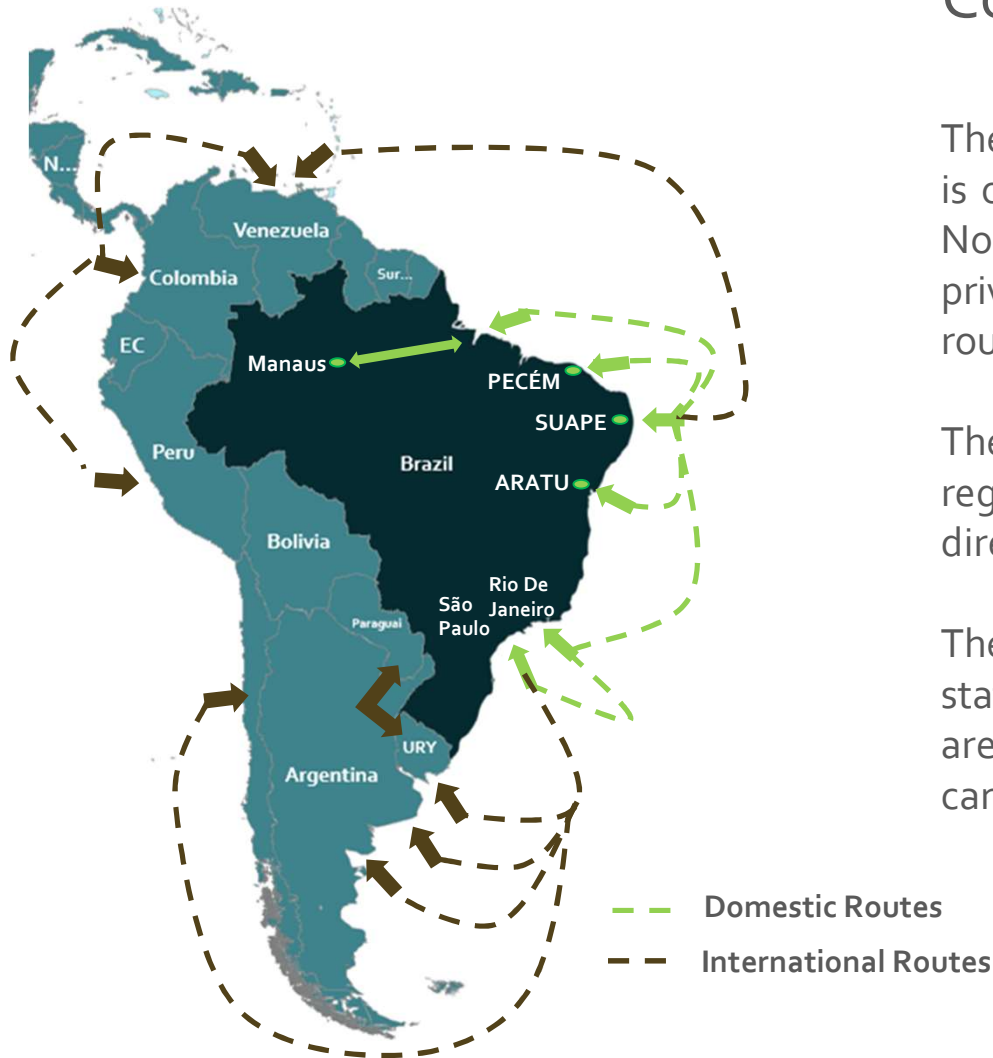 Co
The
is c
No
priv
rou
The
reg
dire
The
sta
are
car
N...
Venezuela
Colombia
Sur...
EC
Manaus
PECÉM
SUAPE
Peru
Brazil
ARATU
Bolivia
Rio De
Janeiro
São
Paulo
Paraguai
URY
Argentina
Domestic Routes
International Routes